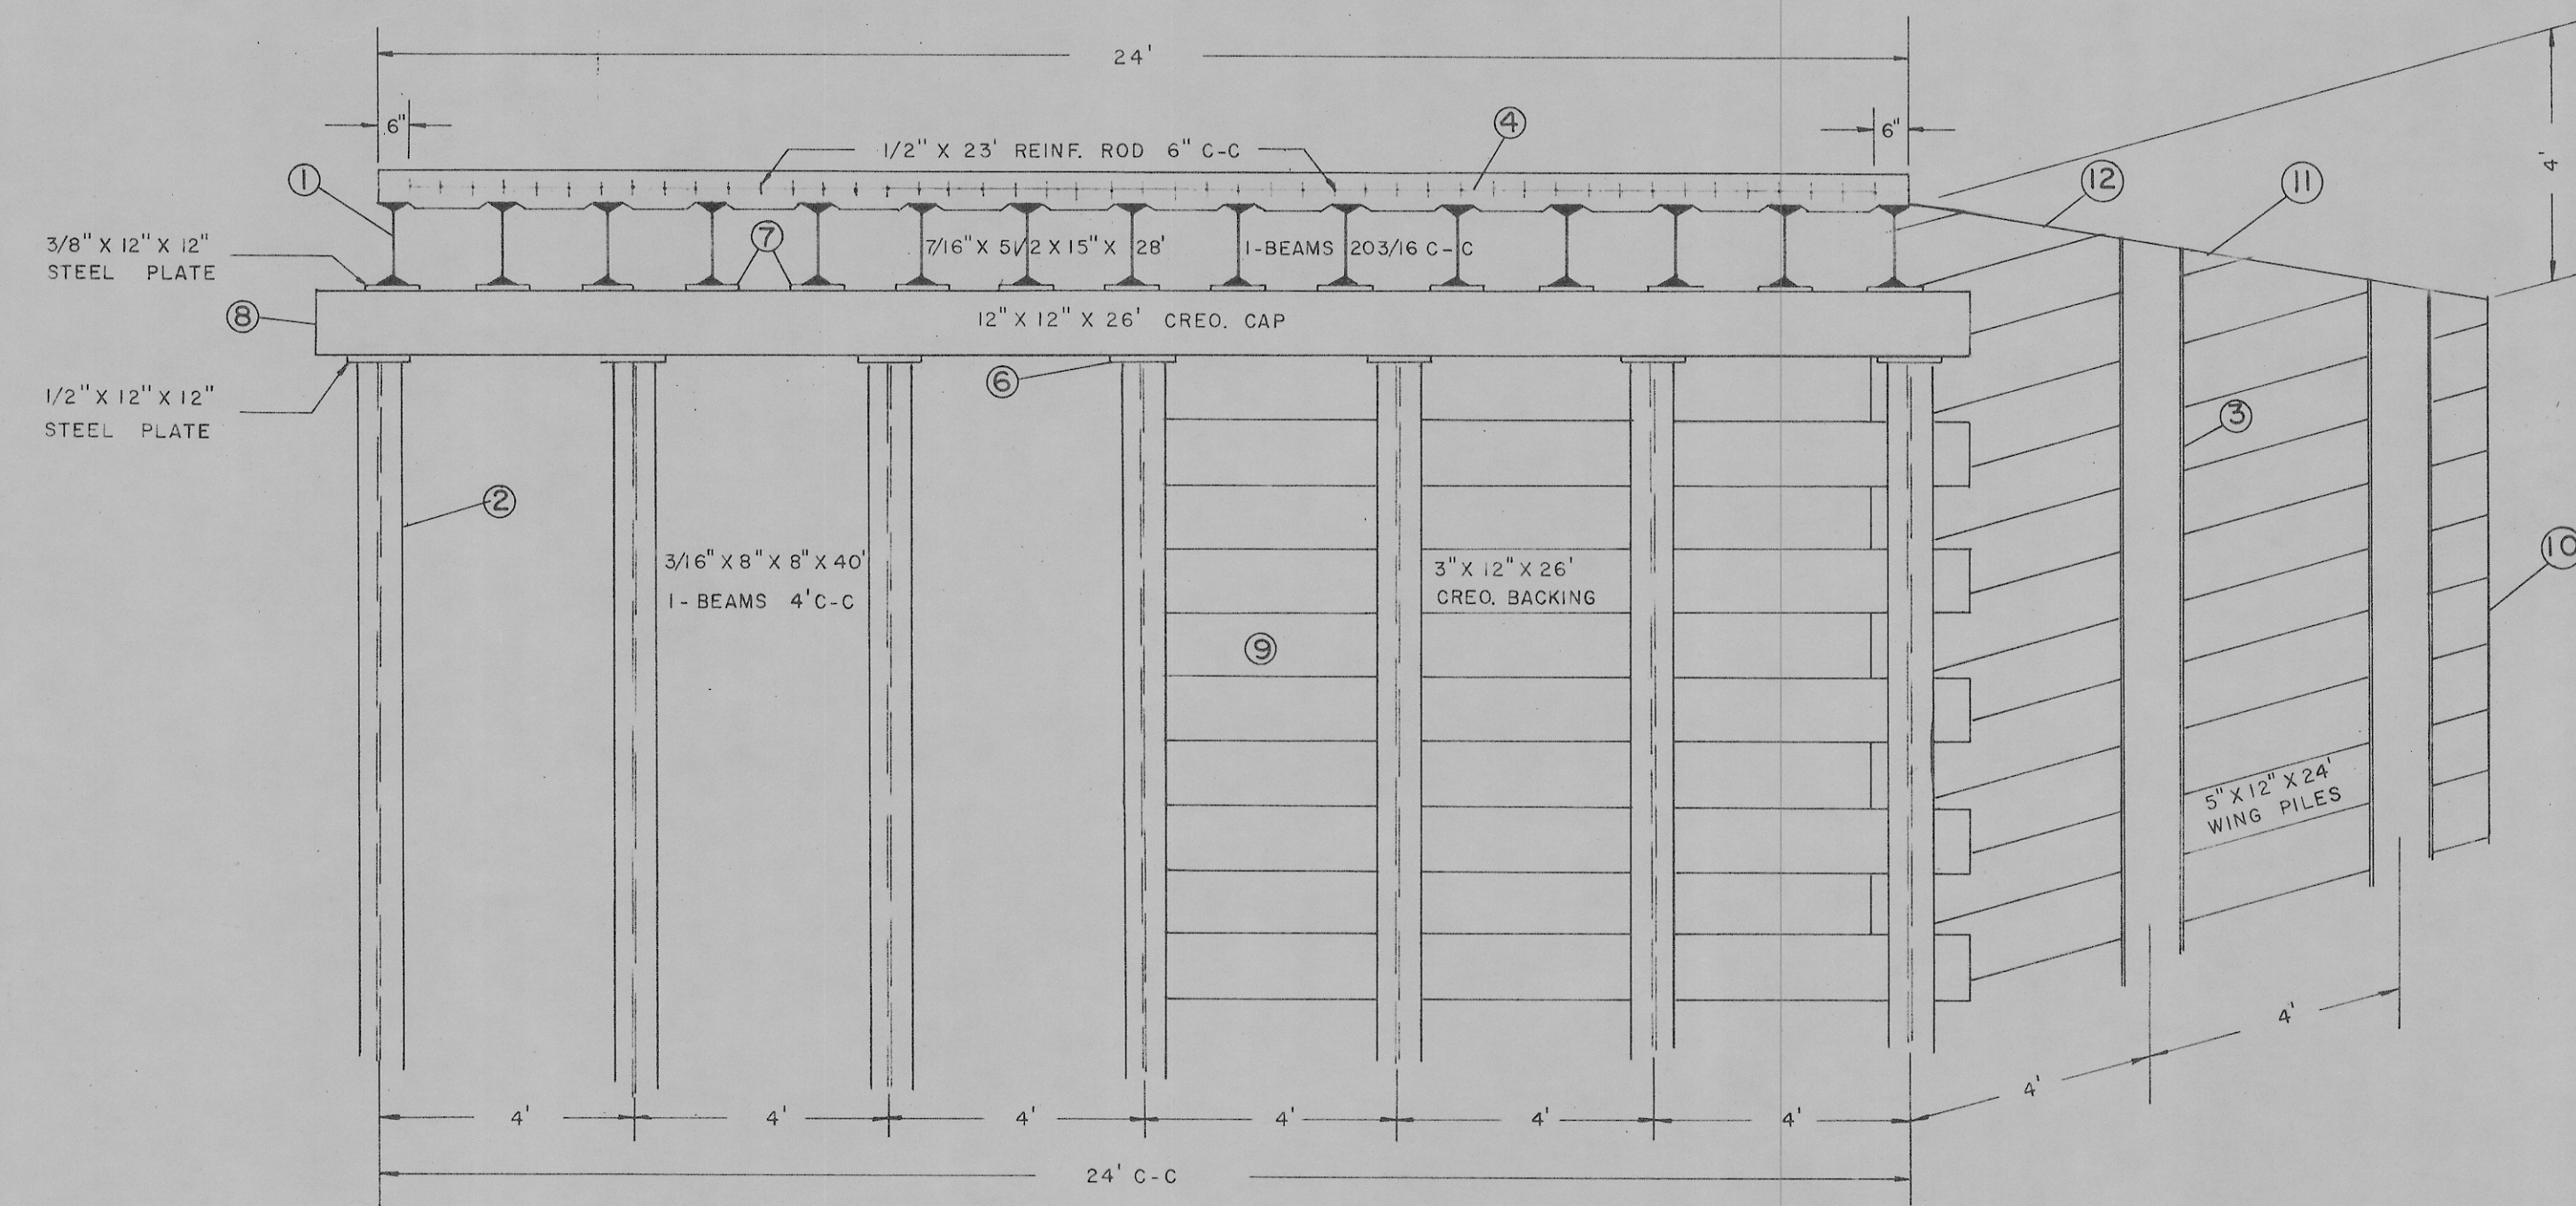 24'
6"
6"
4
1/2" X 23' REINF. ROD 6" C-C
1
12
11
4'
3/8" X 12" X 12"
STEEL PLATE
7
7/16" X 51/2 X 15" X 28' I-BEAMS 203/16 C-C
8
12" X 12" X 26' CREO. CAP
6
1/2" X 12" X 12"
STEEL PLATE
3
2
3/16" X 8" X 8" X 40'
I-BEAMS 4' C-C
3" X 12" X 26'
CREO. BACKING
10
9
5" X 12" X 24'
WING PILES
4'
4'
4'
4'
4'
4'
4'
4'
24' C-C